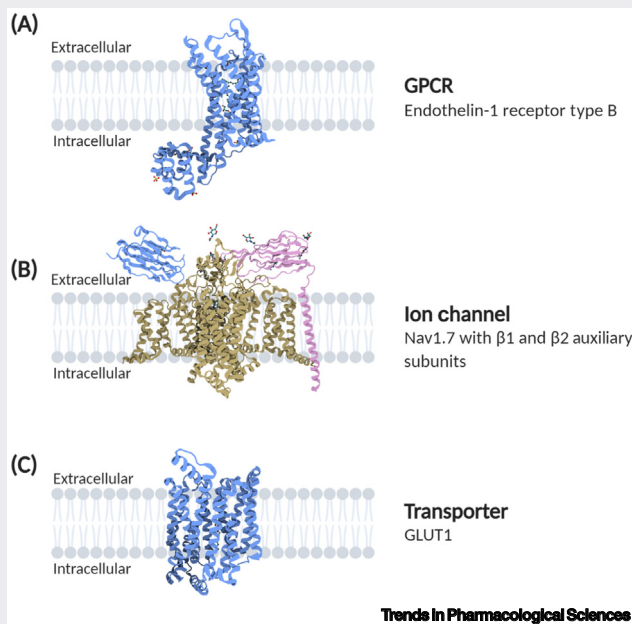 (A)
Extracellular
Intracellular
GPCR
Endothelin-1 receptor type B
(B)
Extracellular
Intracellular
Ion channel
Nav1.7 with β1 and β2 auxiliary
subunits
(C)
Extracellular
Intracellular
Transporter
GLUT1
Trends in Pharmacological Sciences